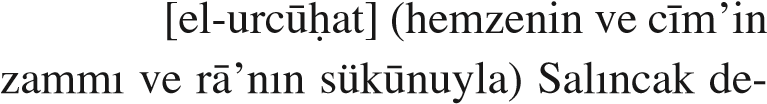 [el-urcūḥat] (hemzenin ve cīm’in
zammı ve rā’nın sükūnuyla) Salıncak de-